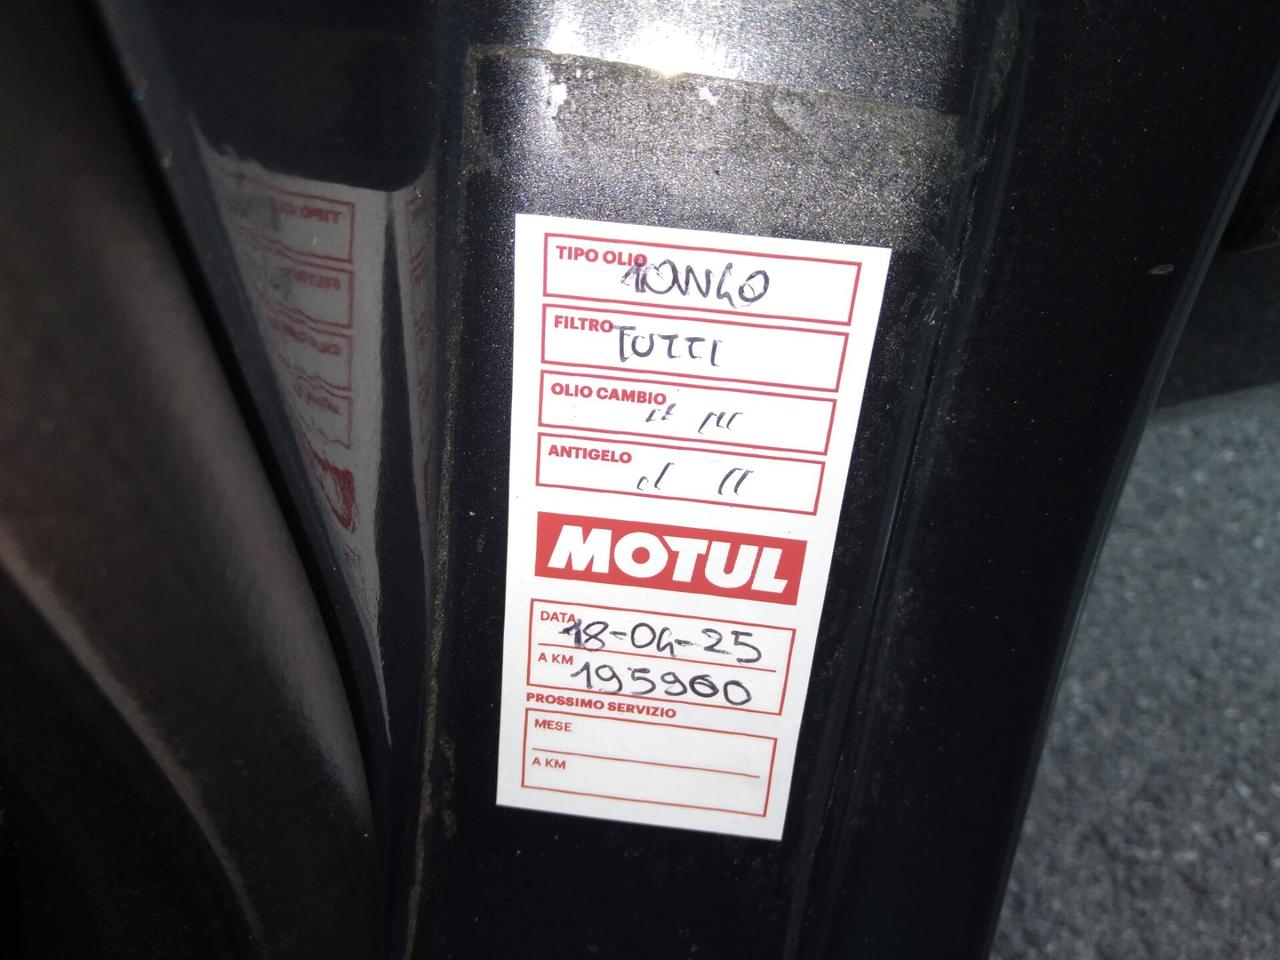 TIPO OLIO 10W40
FILTRO TUTTI
OLIO CAMBIO " "
ANTIGELO " "
MOTUL
DATA 18-04-25
A KM 195900
PROSSIMO SERVIZIO
MESE
A KM